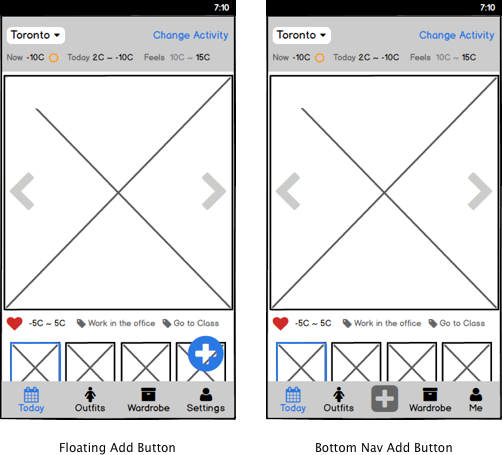 7:10
Toronto
Change Activity
Now -10C Today 2C ~ -10C Feels 10C ~ 15C
-5C ~ 5C Work in the office Go to Class
Today Outfits Wardrobe Settings
Floating Add Button
7:10
Toronto
Change Activity
Now -10C Today 2C ~ -10C Feels 10C ~ 15C
-5C ~ 5C Work in the office Go to Class
Today Outfits Wardrobe Me
Bottom Nav Add Button